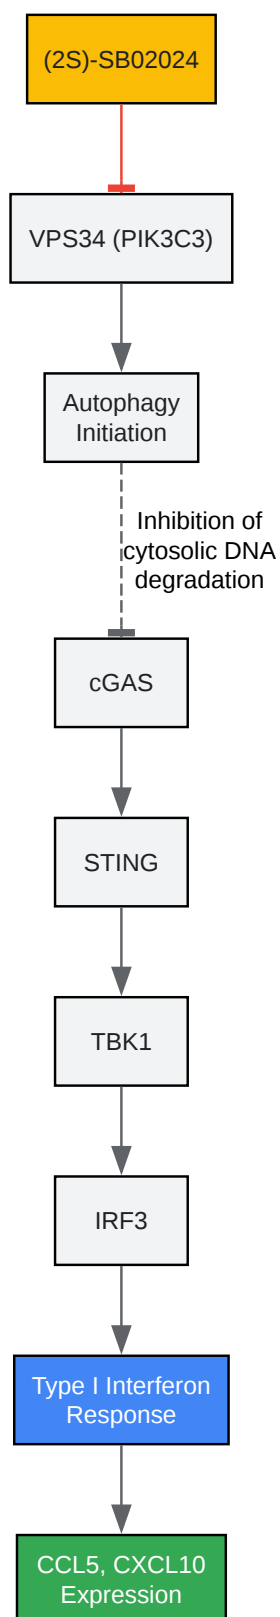 (2S)-SB02024
VPS34 (PIK3C3)
Autophagy
Initiation
Inhibition of
cytosolic DNA
degradation
cGAS
STING
TBK1
IRF3
Type I Interferon
Response
CCL5, CXCL10
Expression